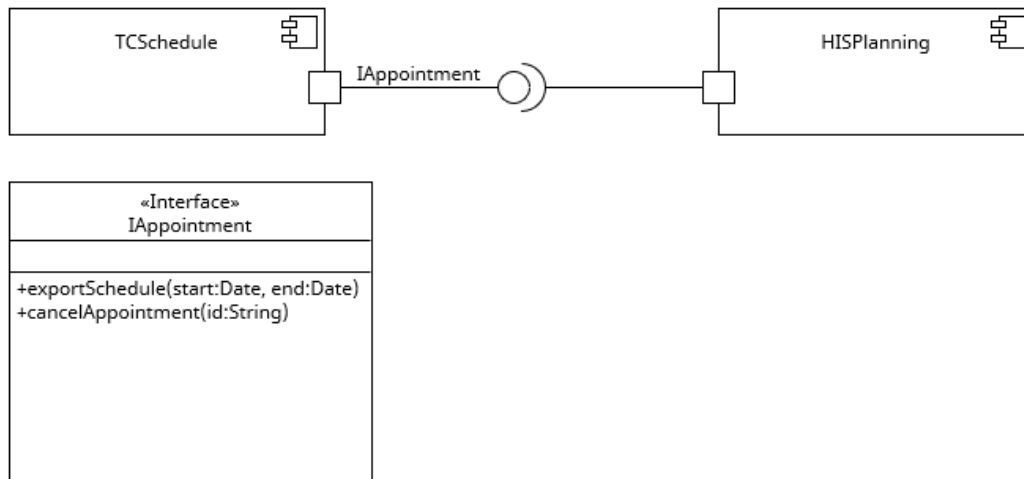 TCSchedule
IAppointment
HISPlanning
«Interface»
IAppointment
+exportSchedule(start:Date, end:Date)
+cancelAppointment(id:String)